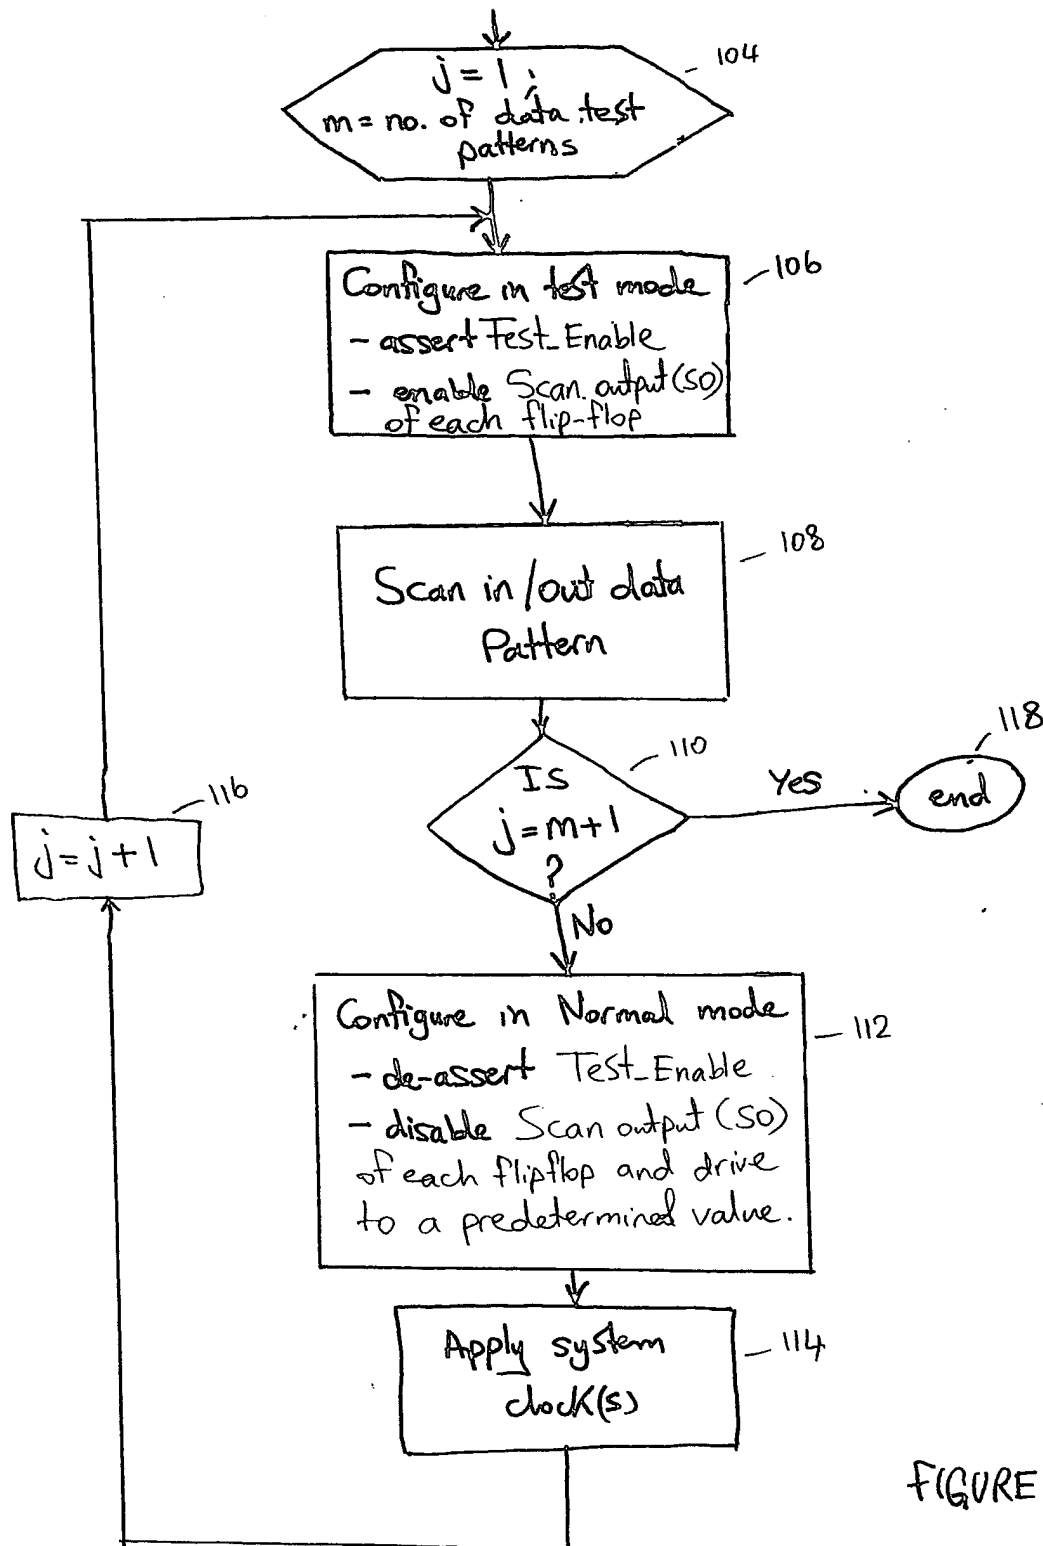 j = 1 ;
104
m = no. of data test
patterns
106
Configure in test mode
- assert Test_Enable
- enable Scan output (SO)
of each flip-flop
108
Scan in/out data
Pattern
110
Is
j = m+1
?
Yes
118
end
No
116
j = j + 1
Configure in Normal mode
112
- de-assert Test_Enable
- disable Scan output (SO)
of each flipflop and drive
to a predetermined value.
Apply system
clock(s)
114
FIGURE